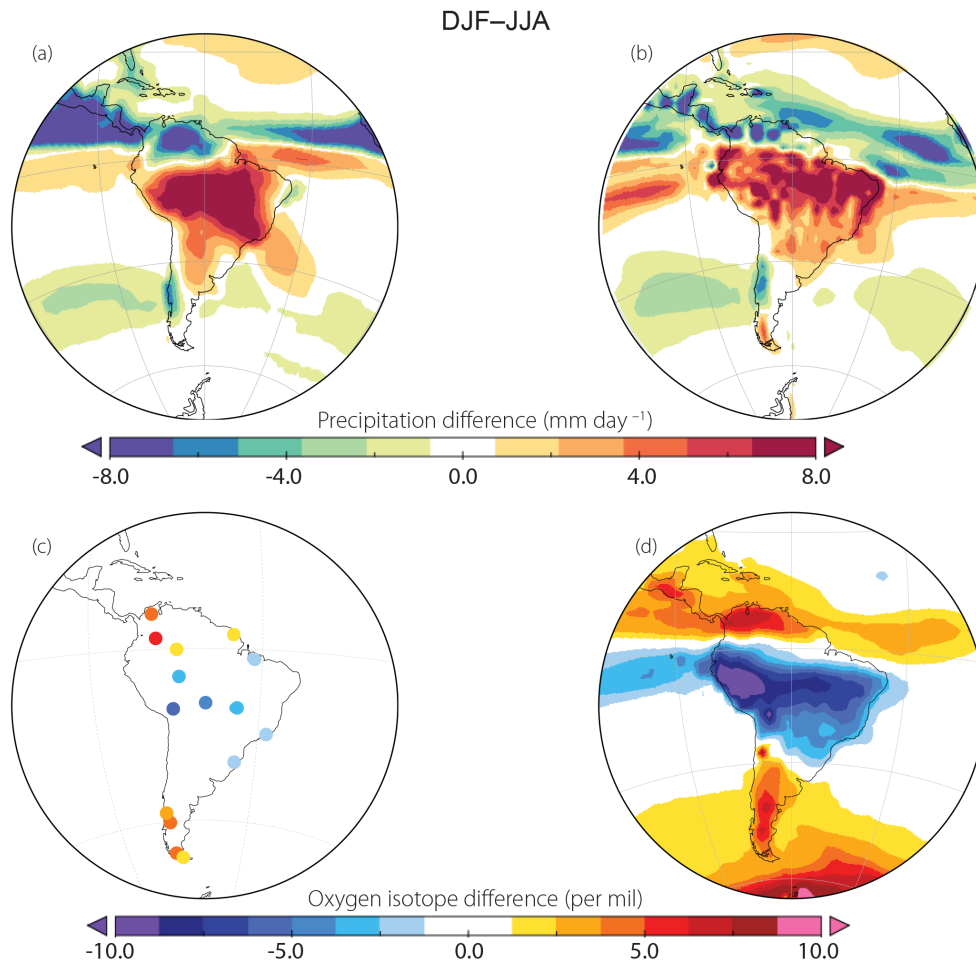 DJF–JJA
(a)
(b)
Precipitation difference (mm day⁻¹)
-8.0 -4.0 0.0 4.0 8.0
(c)
(d)
Oxygen isotope difference (per mil)
-10.0 -5.0 0.0 5.0 10.0